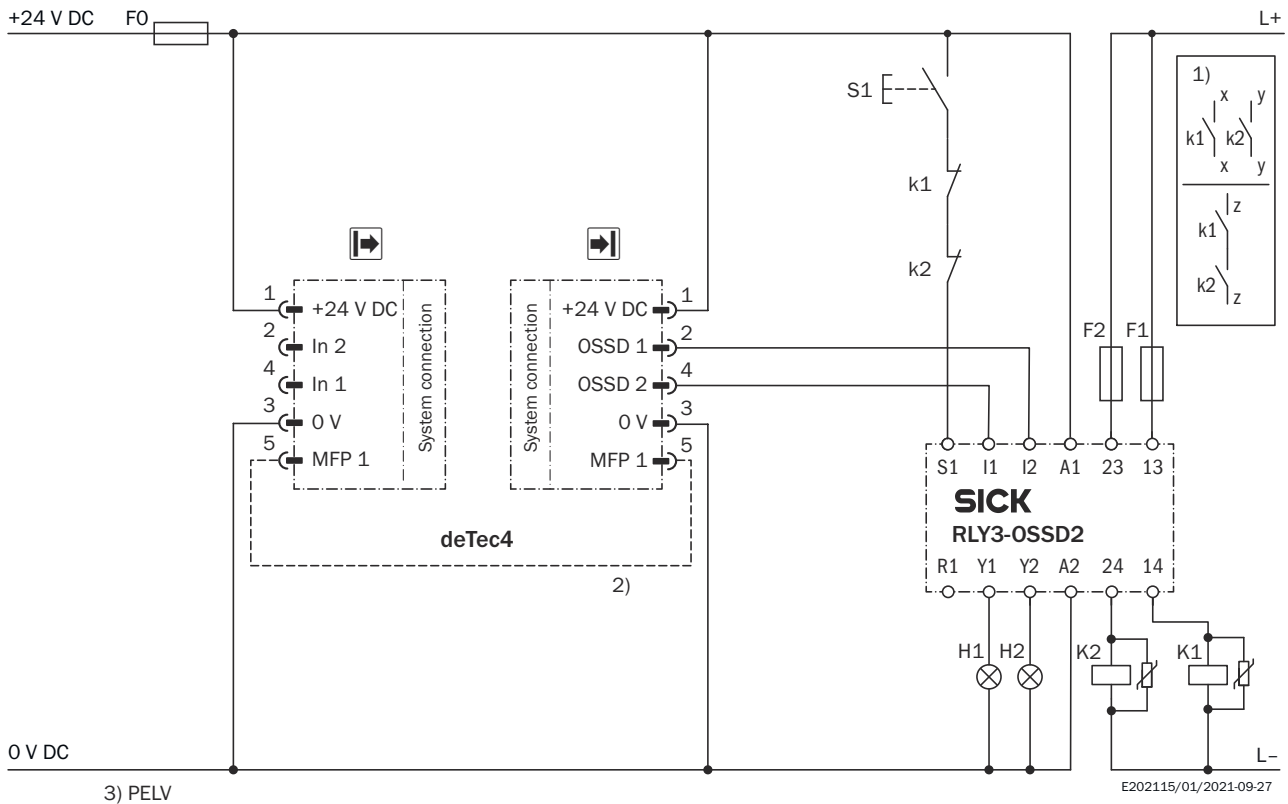 +24 V DC F0 L+
S1
1)
x y
k1 k2
x y
z
k1
k2
z
k1
k2
F2 F1
1 +24 V DC
2 In 2
4 In 1
3 0 V
5 MFP 1
System connection
System connection
+24 V DC 1
OSSD 1 2
OSSD 2 4
0 V 3
MFP 1 5
deTec4
2)
S1 I1 I2 A1 23 13
SICK
RLY3-OSSD2
R1 Y1 Y2 A2 24 14
H1 H2 K2 K1
0 V DC L–
3) PELV
E202115/01/2021-09-27